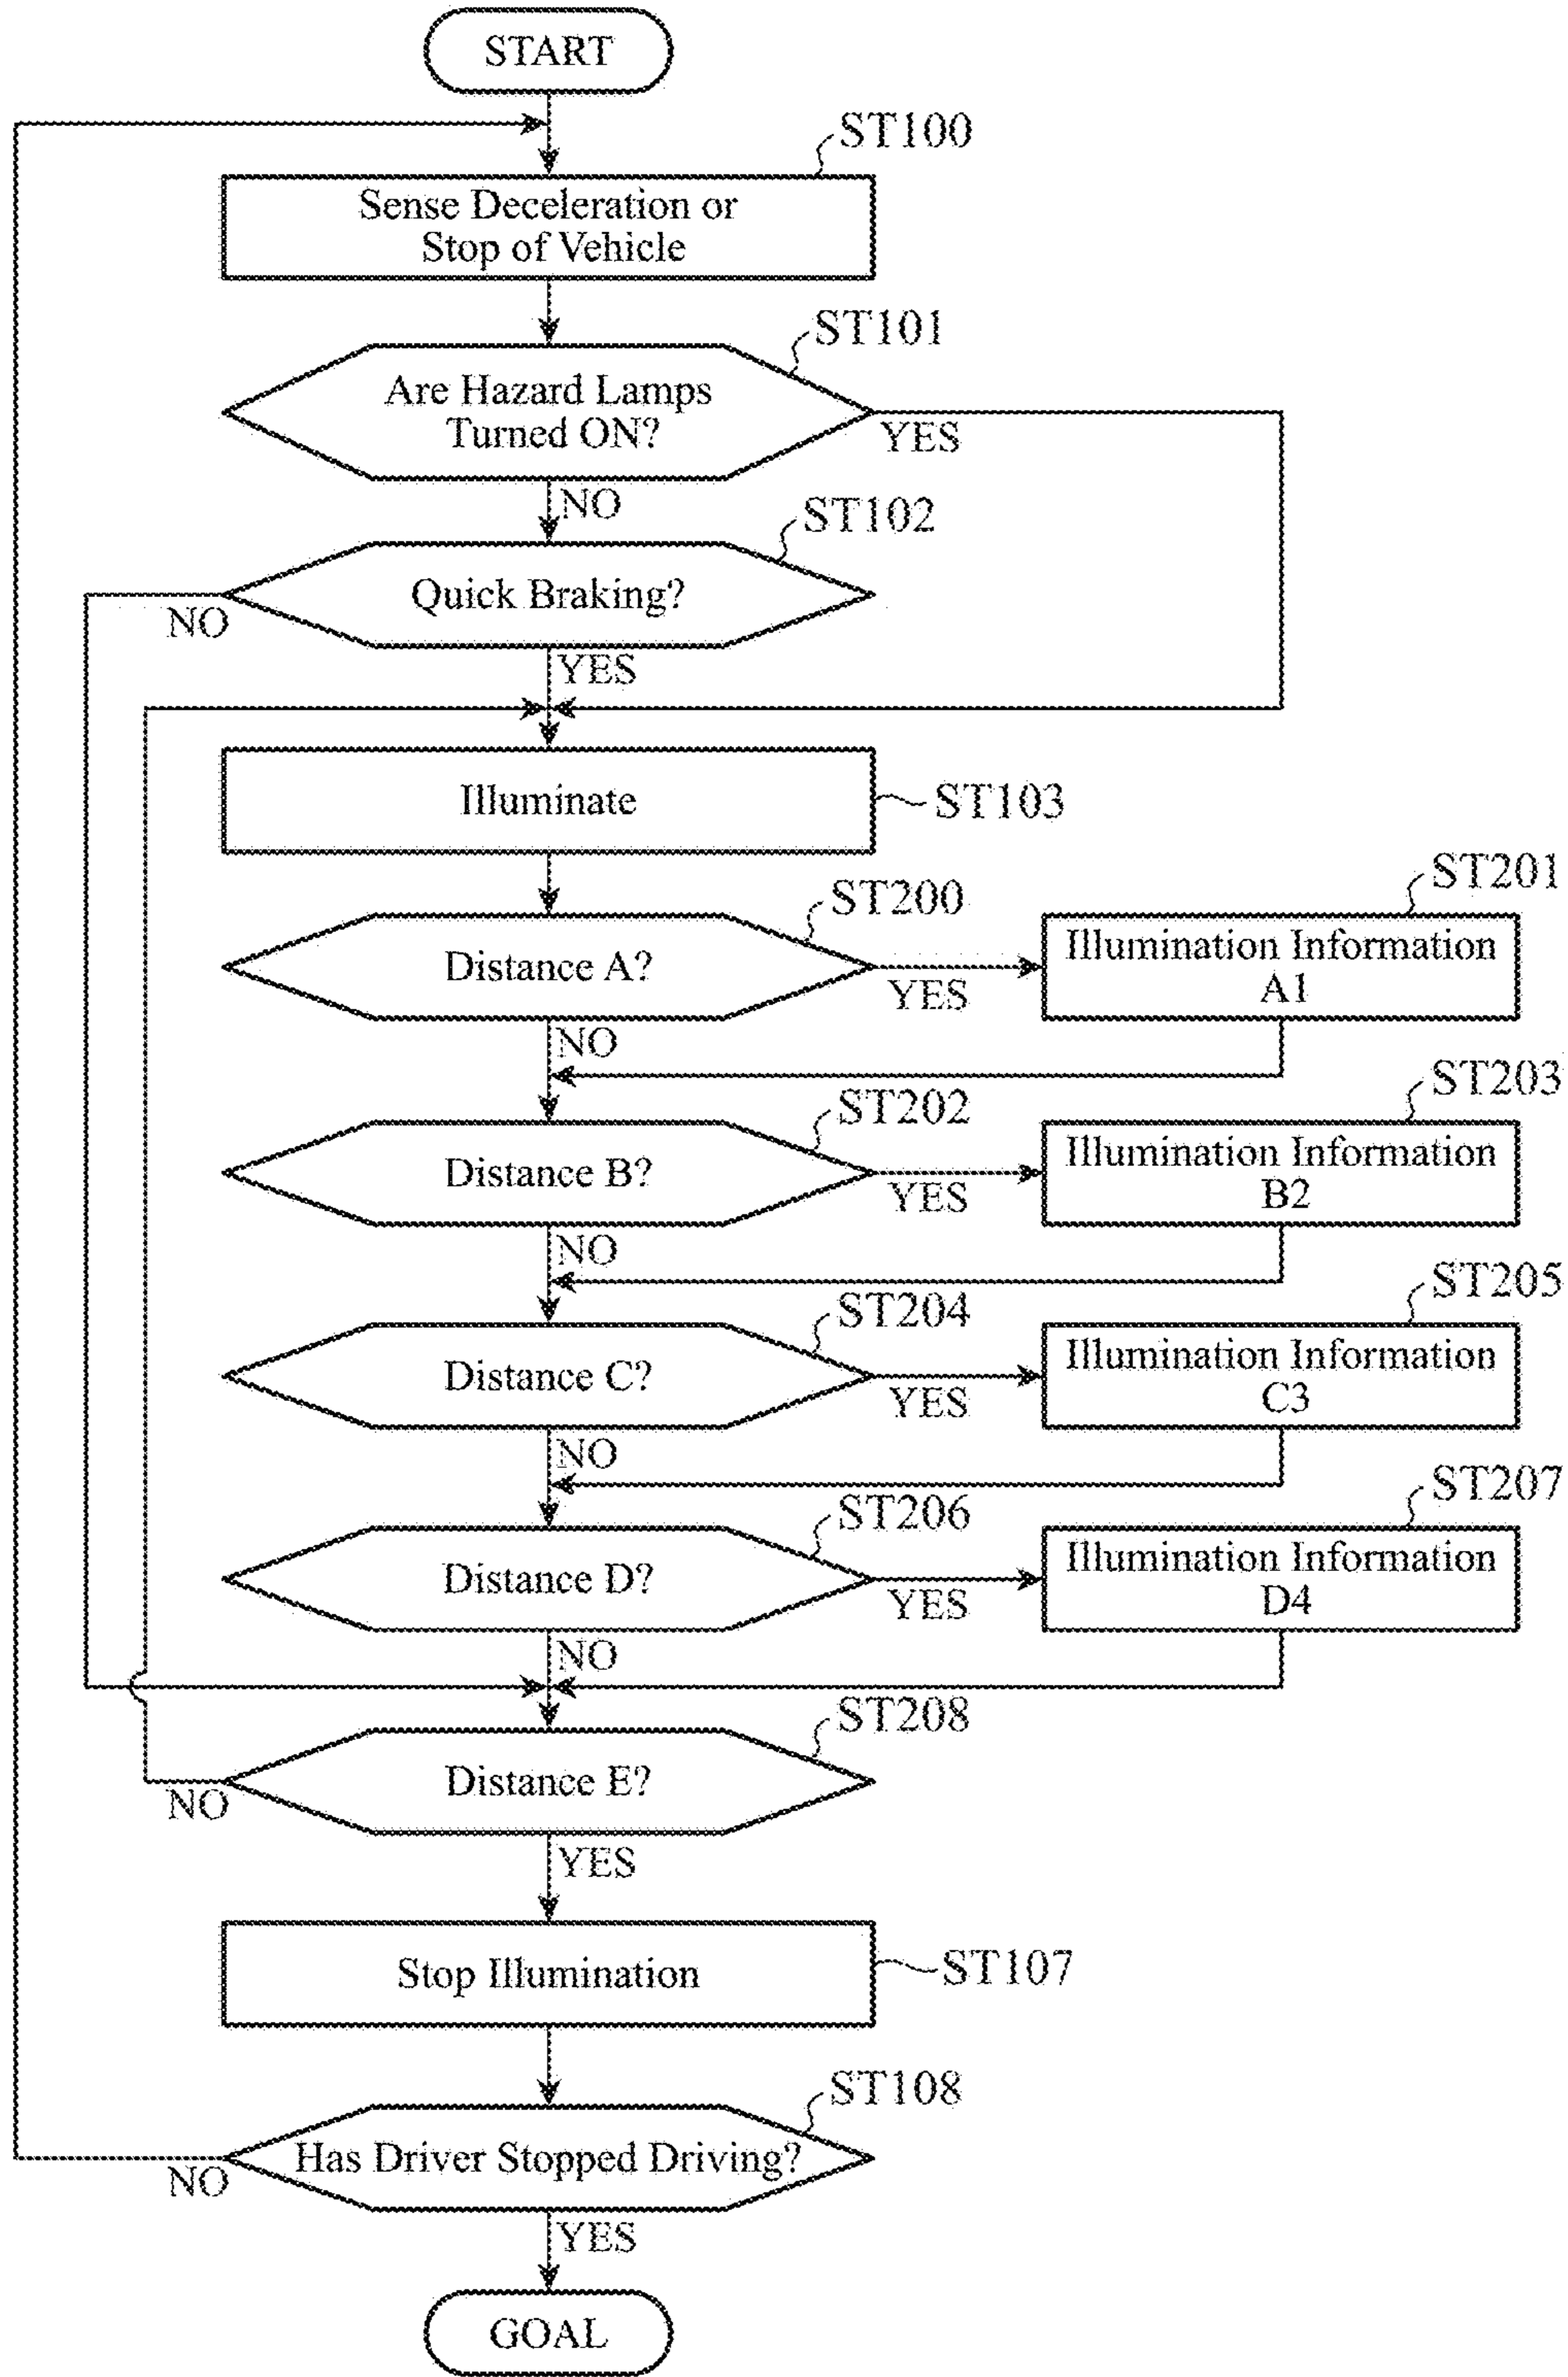 START
ST100
Sense Deceleration or
Stop of Vehicle
ST101
Are Hazard Lamps
Turned ON?
YES
NO
ST102
Quick Braking?
NO
YES
Illuminate
ST103
ST200
ST201
Distance A?
YES
Illumination Information
A1
NO
ST202
ST203
Distance B?
YES
Illumination Information
B2
NO
ST204
ST205
Distance C?
YES
Illumination Information
C3
NO
ST206
ST207
Distance D?
YES
Illumination Information
D4
NO
ST208
Distance E?
NO
YES
Stop Illumination
ST107
ST108
Has Driver Stopped Driving?
NO
YES
GOAL